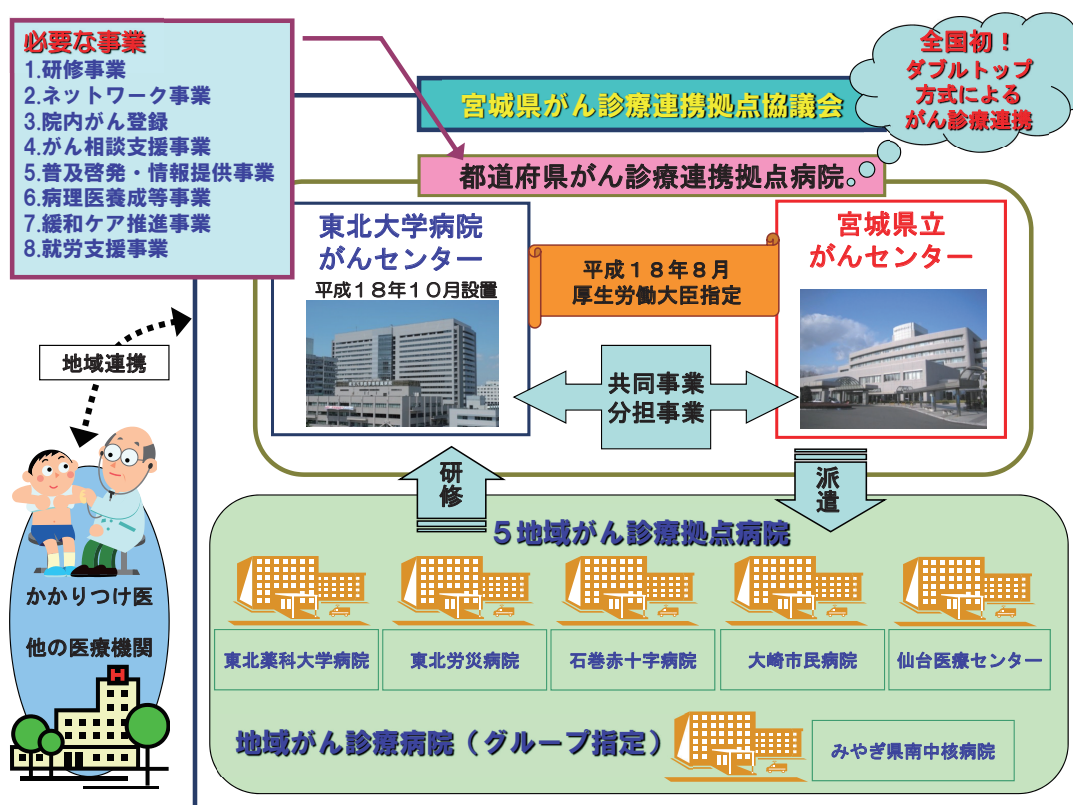 必要な事業
1.研修事業
2.ネットワーク事業
3.院内がん登録
4.がん相談支援事業
5.普及啓発・情報提供事業
6.病理医養成等事業
7.緩和ケア推進事業
8.就労支援事業
全国初！
ダブルトップ
方式による
がん診療連携
宮城県がん診療連携拠点協議会
都道府県がん診療連携拠点病院
東北大学病院
がんセンター
平成１８年１０月設置
平成１８年８月
厚生労働大臣指定
宮城県立
がんセンター
共同事業
分担事業
地域連携
かかりつけ医
他の医療機関
H
研修
派遣
５地域がん診療拠点病院
東北薬科大学病院
東北労災病院
石巻赤十字病院
大崎市民病院
仙台医療センター
地域がん診療病院（グループ指定）
みやぎ県南中核病院